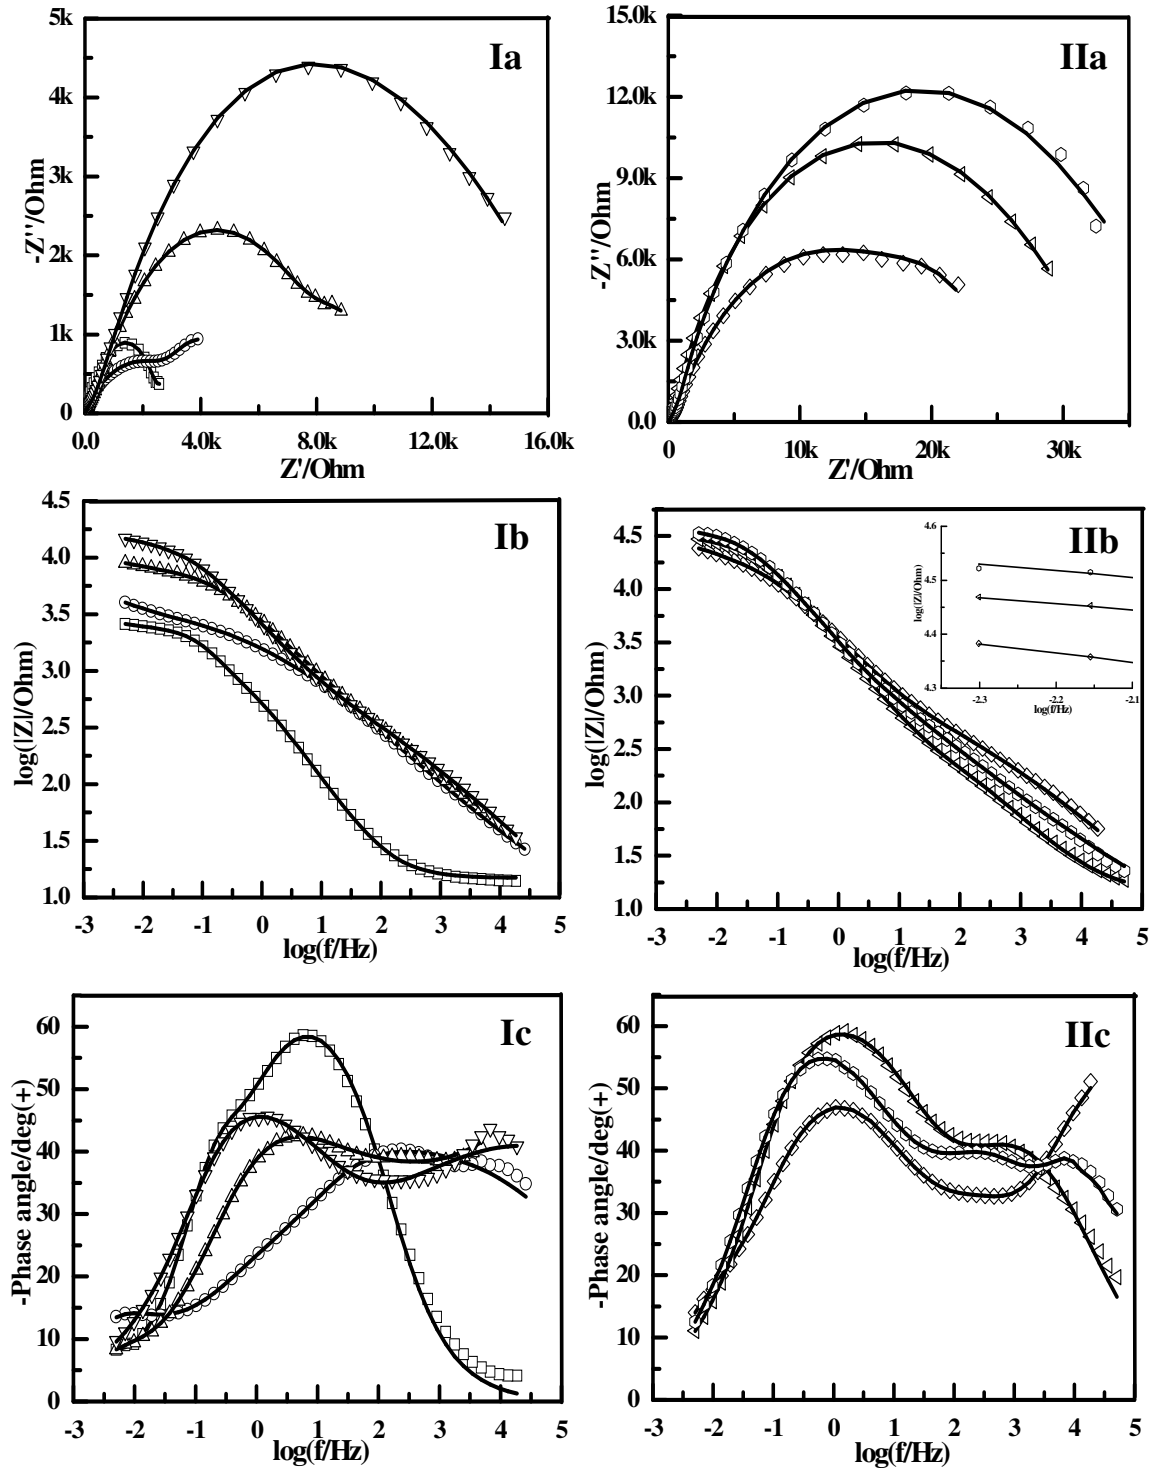 5k
4k
3k
2k
1k
0
-Z''/Ohm
Ia
0.0
4.0k
8.0k
12.0k
16.0k
Z'/Ohm
15.0k
12.0k
9.0k
6.0k
3.0k
0.0
-Z''/Ohm
IIa
0
10k
20k
30k
Z'/Ohm
4.5
4.0
3.5
3.0
2.5
2.0
1.5
1.0
log(|Z|/Ohm)
Ib
-3
-2
-1
0
1
2
3
4
5
log(f/Hz)
4.5
4.0
3.5
3.0
2.5
2.0
1.5
1.0
log(|Z|/Ohm)
IIb
4.6
4.5
4.4
4.3
log(|Z|/Ohm)
-2.3
-2.2
-2.1
log(f/Hz)
-3
-2
-1
0
1
2
3
4
5
log(f/Hz)
60
50
40
30
20
10
0
-Phase angle/deg(+
Ic
-3
-2
-1
0
1
2
3
4
5
log(f/Hz)
60
50
40
30
20
10
0
-Phase angle/deg(+
IIc
-3
-2
-1
0
1
2
3
4
5
log(f/Hz)